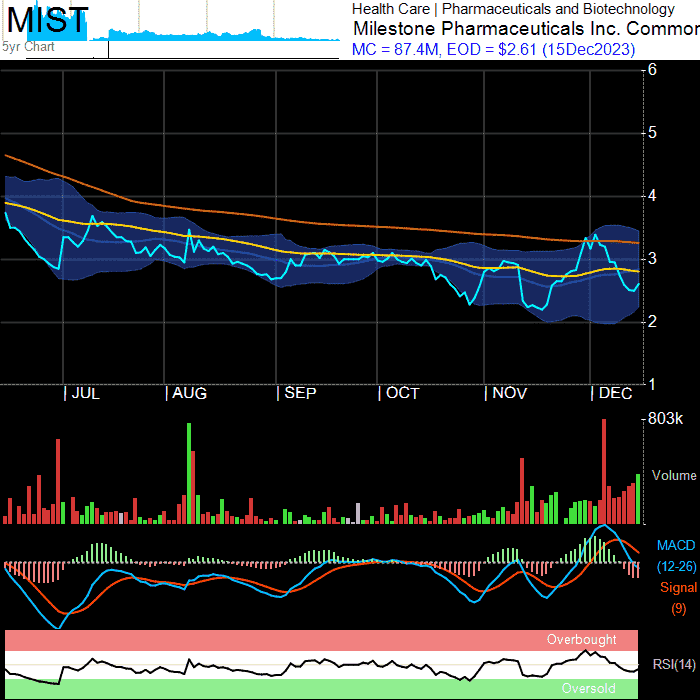 MIST
5yr Chart
Health Care | Pharmaceuticals and Biotechnology
Milestone Pharmaceuticals Inc. Common
MC = 87.4M, EOD = $2.61 (15Dec2023)
6
5
4
3
2
1
| JUL | AUG | SEP | OCT | NOV | DEC
803k
Volume
MACD
(12-26)
Signal
(9)
Overbought
RSI(14)
Oversold